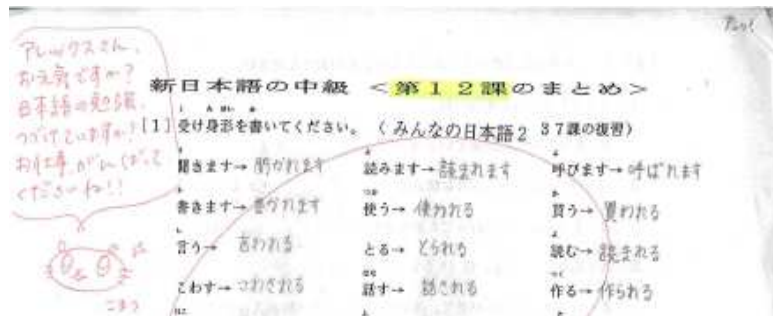 アレックスさん、
お元気ですか？
日本語の勉強、
つづけていますか？
お仕事、がんばって
くださいね!!
新日本語の中級 ＜第１２課のまとめ＞
[1] 受け身形を書いてください。（みんなの日本語２ ３７課の復習）
聞きます→ 聞かれます 読みます→ 読まれます 呼びます→ 呼ばれます
書きます→ 書かれます 使う→ 使われる 買う→ 買われる
言う→ 言われる とる→ とられる 読む→ 読まれる
こわす→ こわされる 話す→ 話される 作る→ 作られる